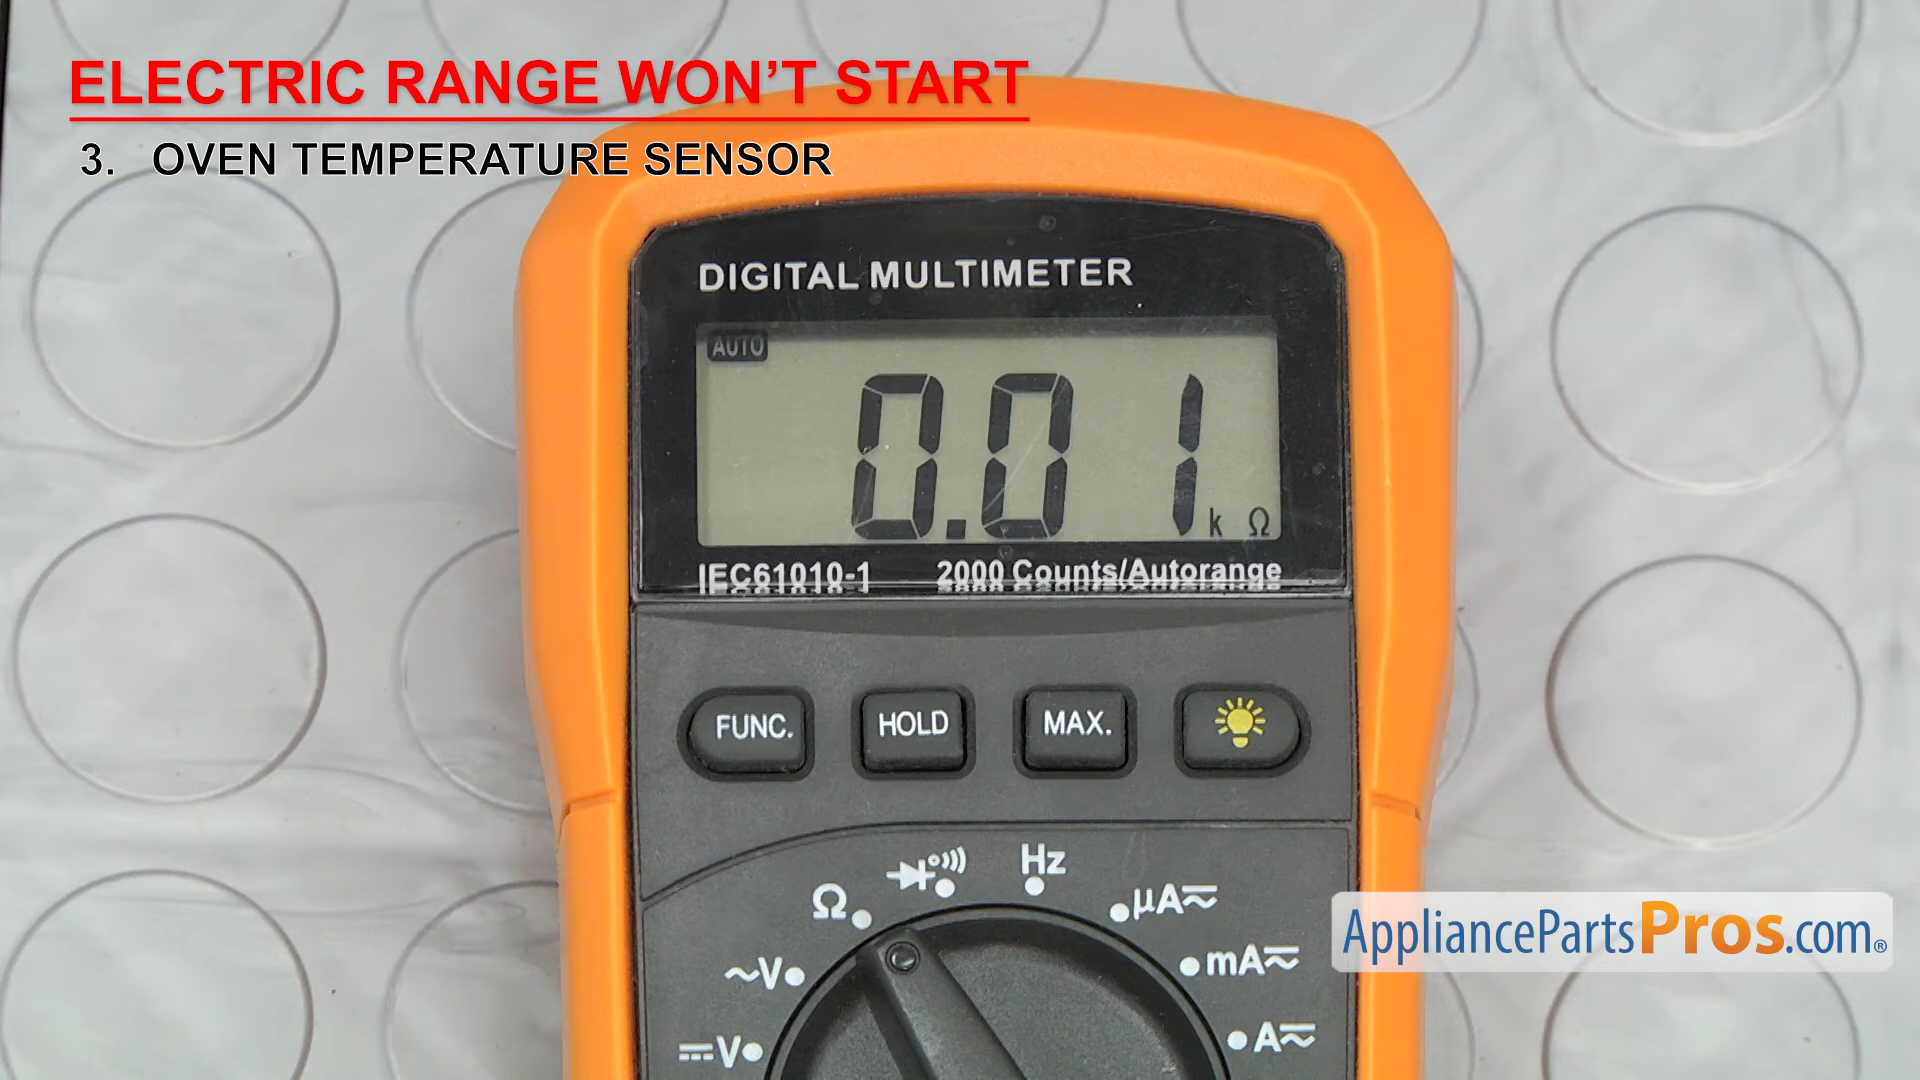 ELECTRIC RANGE WON'T START
3. OVEN TEMPERATURE SENSOR
DIGITAL MULTIMETER
AUTO
0.01 k Ω
IEC61010-1 2000 Counts/Autorange
FUNC. HOLD MAX.
Hz
Ω
µA
~V
mA
V
A
AppliancePartsPros.com®